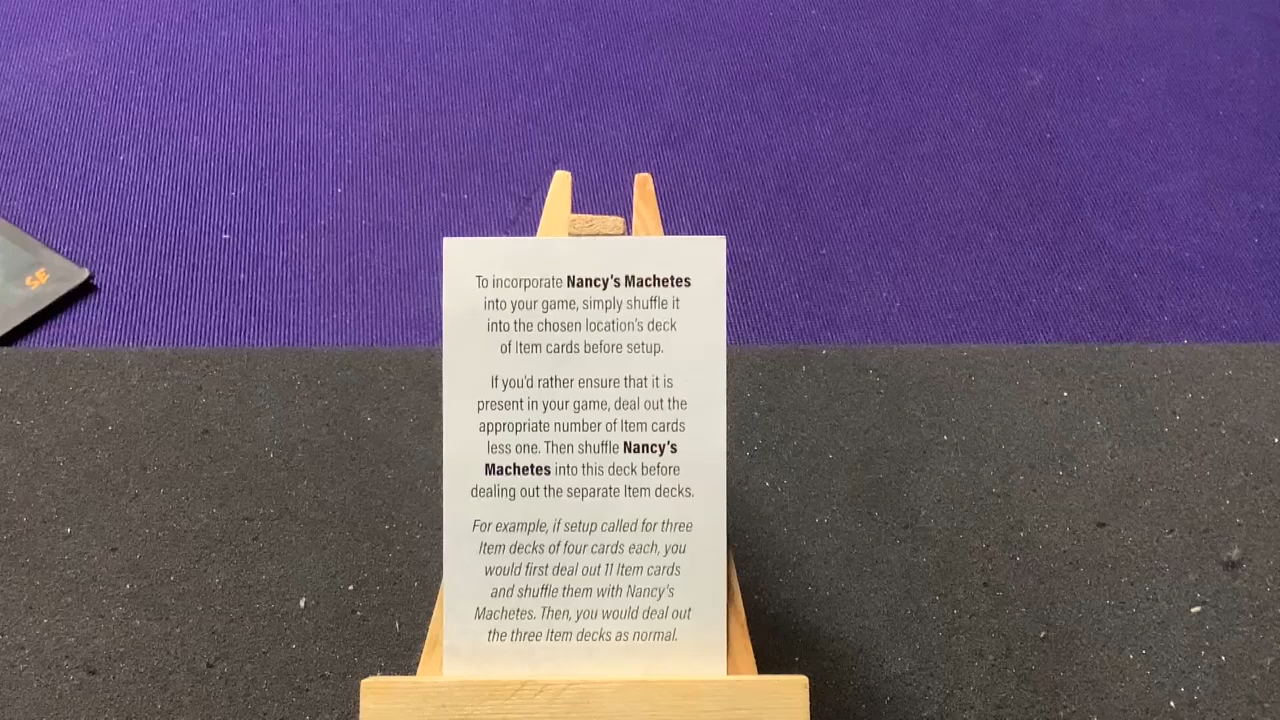 SE
To incorporate Nancy's Machetes
into your game, simply shuffle it
into the chosen location's deck
of Item cards before setup.
If you'd rather ensure that it is
present in your game, deal out the
appropriate number of Item cards
less one. Then shuffle Nancy's
Machetes into this deck before
dealing out the separate Item decks.
For example, if setup called for three
Item decks of four cards each, you
would first deal out 11 Item cards
and shuffle them with Nancy's
Machetes. Then, you would deal out
the three Item decks as normal.